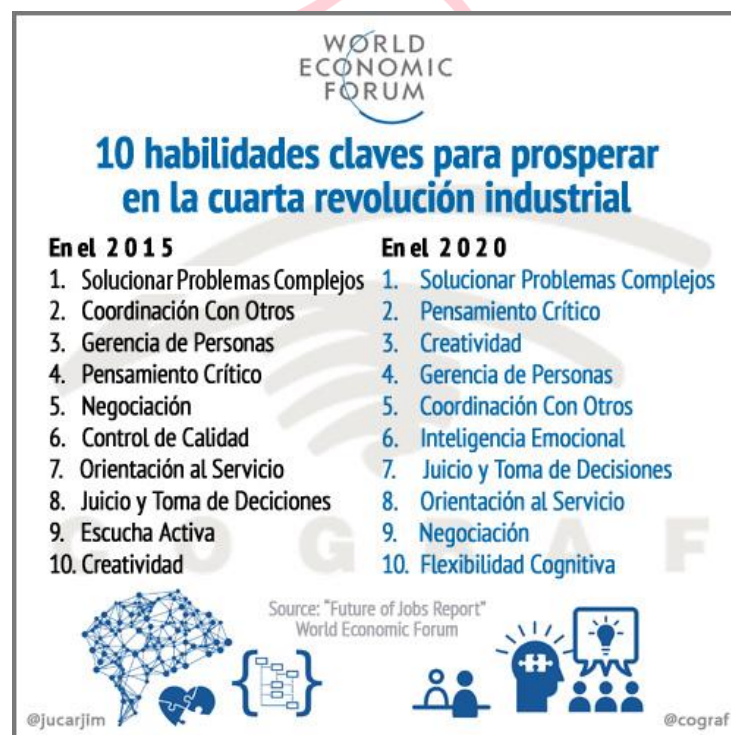 WORLD
ECONOMIC
FORUM
10 habilidades claves para prosperar
en la cuarta revolución industrial
En el 2015
1. Solucionar Problemas Complejos
2. Coordinación Con Otros
3. Gerencia de Personas
4. Pensamiento Crítico
5. Negociación
6. Control de Calidad
7. Orientación al Servicio
8. Juicio y Toma de Deciciones
9. Escucha Activa
10. Creatividad
En el 2020
1. Solucionar Problemas Complejos
2. Pensamiento Crítico
3. Creatividad
4. Gerencia de Personas
5. Coordinación Con Otros
6. Inteligencia Emocional
7. Juicio y Toma de Decisiones
8. Orientación al Servicio
9. Negociación
10. Flexibilidad Cognitiva
COGRAF
Source: "Future of Jobs Report"
World Economic Forum
@jucarjim
@cograf